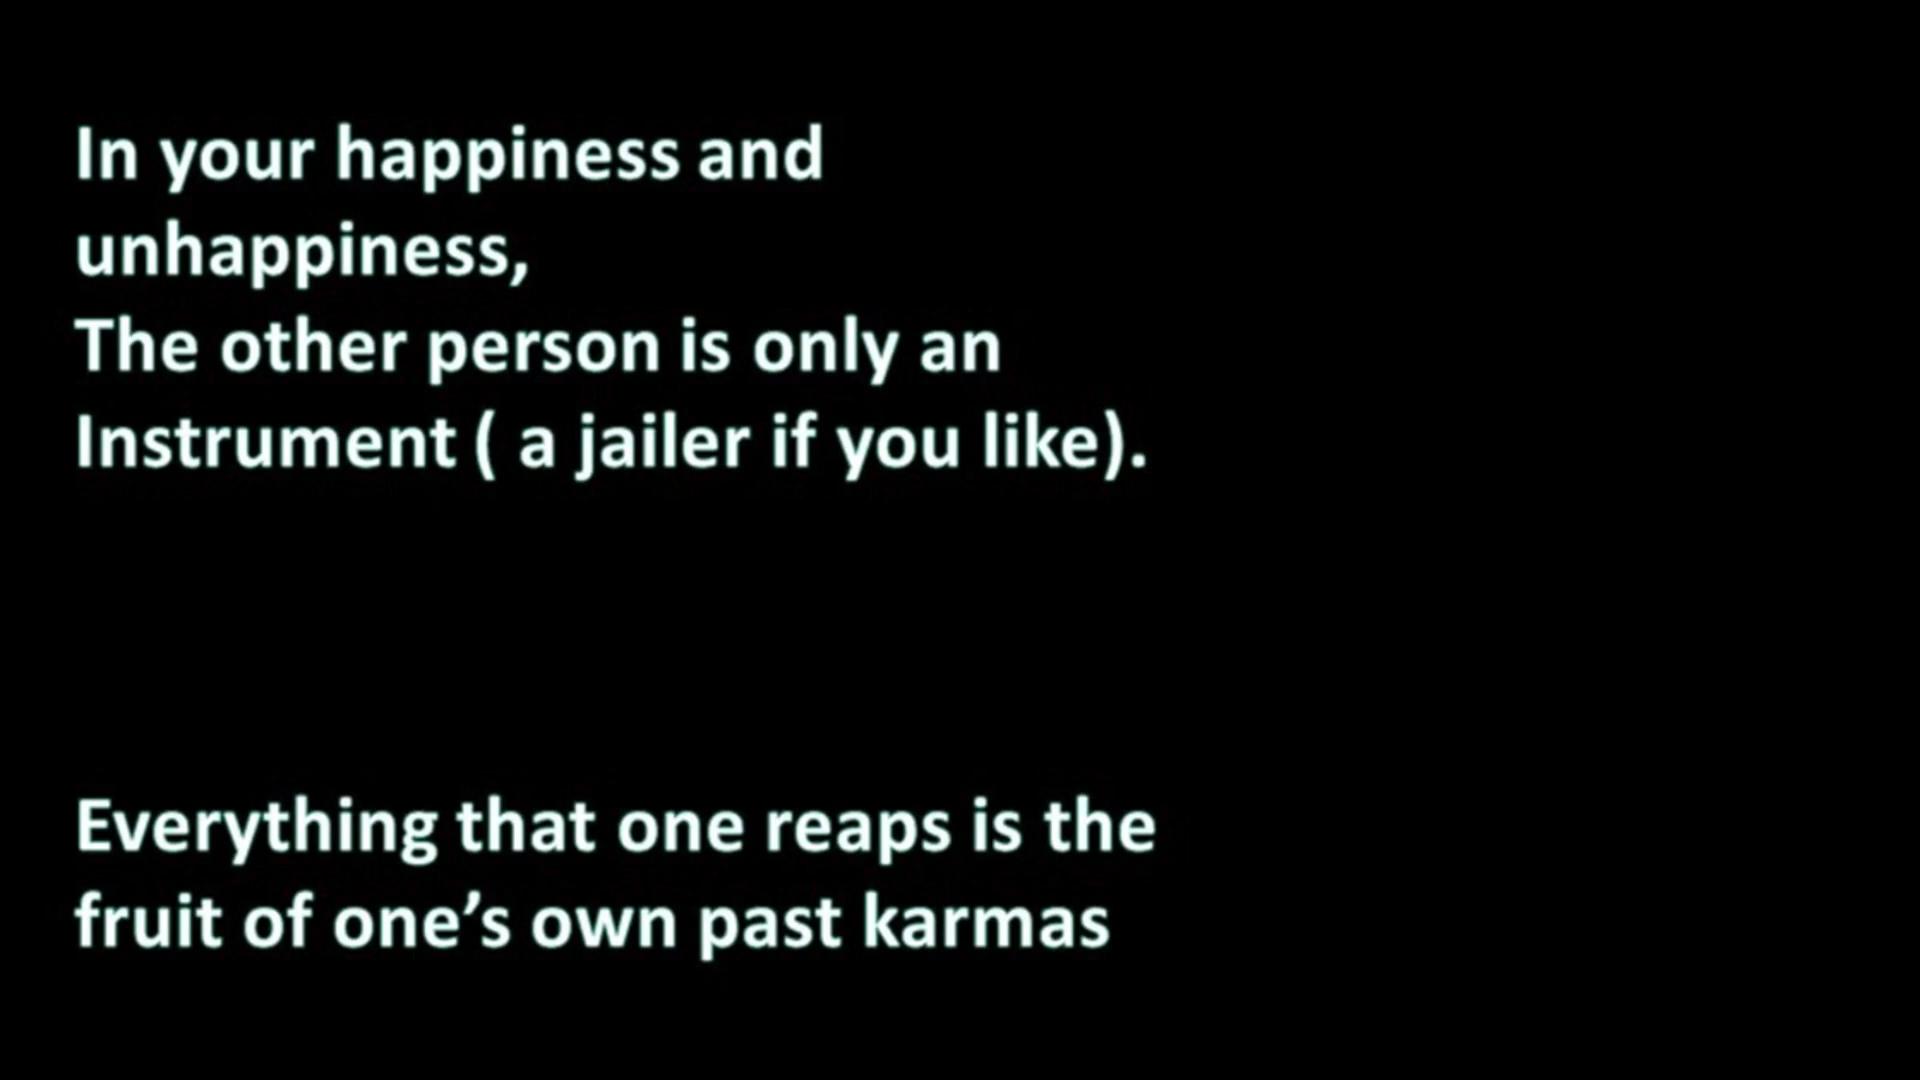 In your happiness and
unhappiness,
The other person is only an
Instrument ( a jailer if you like).
Everything that one reaps is the
fruit of one’s own past karmas